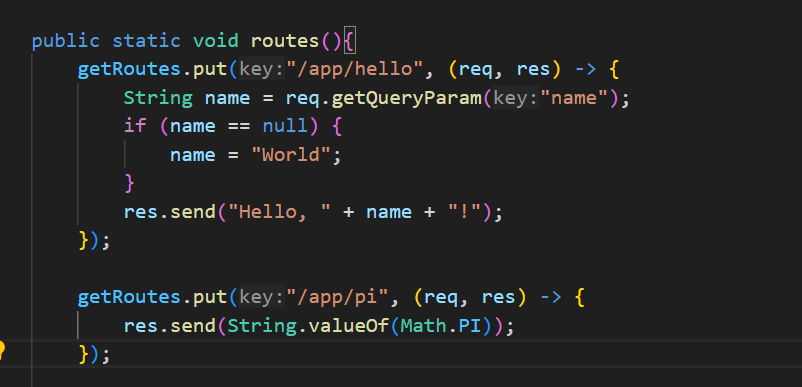 public static void routes(){
getRoutes.put(key:"/app/hello", (req, res) -> {
String name = req.getQueryParam(key:"name");
if (name == null) {
name = "World";
}
res.send("Hello, " + name + "!");
});
getRoutes.put(key:"/app/pi", (req, res) -> {
res.send(String.valueOf(Math.PI));
});